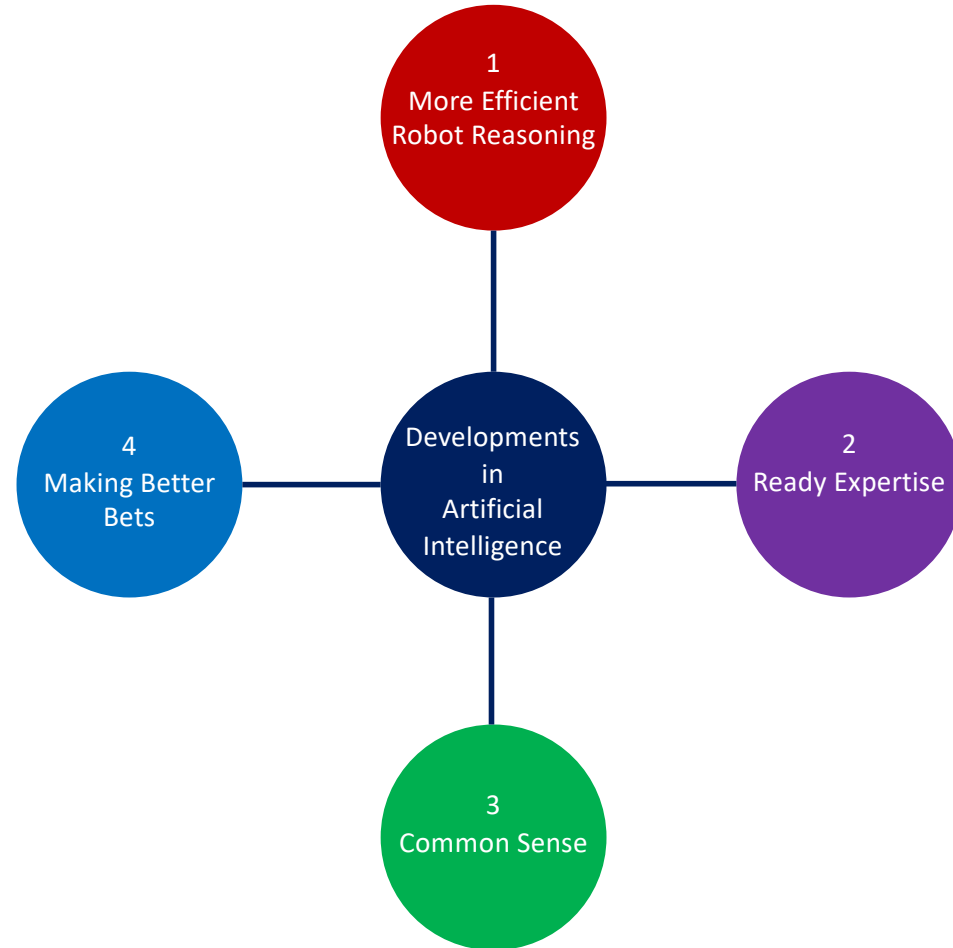 1
More Efficient
Robot Reasoning
4
Making Better
Bets
Developments
in
Artificial
Intelligence
2
Ready Expertise
3
Common Sense